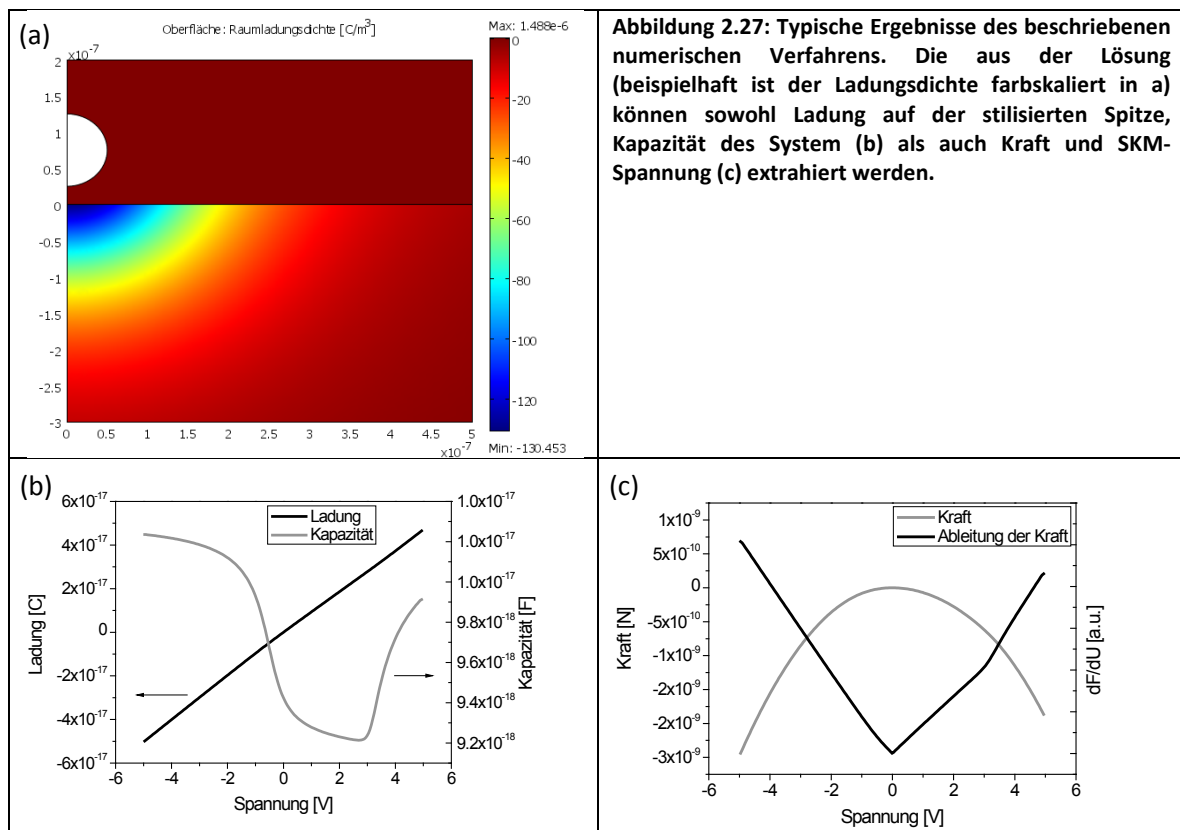 (a)
Oberfläche: Raumladungsdichte [C/m³]
Max: 1.488e-6
x10⁻⁷
2
1.5
1
0.5
0
-0.5
-1
-1.5
-2
-2.5
-3
0 0.5 1 1.5 2 2.5 3 3.5 4 4.5 5
x10⁻⁷
0
-20
-40
-60
-80
-100
-120
Min: -130.453
Abbildung 2.27: Typische Ergebnisse des beschriebenen
numerischen Verfahrens. Die aus der Lösung
(beispielhaft ist der Ladungsdichte farbskaliert in a)
können sowohl Ladung auf der stilisierten Spitze,
Kapazität des System (b) als auch Kraft und SKM-
Spannung (c) extrahiert werden.
(b)
Ladung [C]
6x10⁻¹⁷
4x10⁻¹⁷
2x10⁻¹⁷
0
-2x10⁻¹⁷
-4x10⁻¹⁷
-6x10⁻¹⁷
Ladung
Kapazität
1.0x10⁻¹⁷
1.0x10⁻¹⁷
1.0x10⁻¹⁷
9.8x10⁻¹⁸
9.6x10⁻¹⁸
9.4x10⁻¹⁸
9.2x10⁻¹⁸
Kapazität [F]
-6 -4 -2 0 2 4 6
Spannung [V]
(c)
Kraft [N]
1x10⁻⁹
5x10⁻¹⁰
0
-5x10⁻¹⁰
-1x10⁻⁹
-2x10⁻⁹
-2x10⁻⁹
-3x10⁻⁹
Kraft
Ableitung der Kraft
dF/dU [a.u.]
-6 -4 -2 0 2 4 6
Spannung [V]